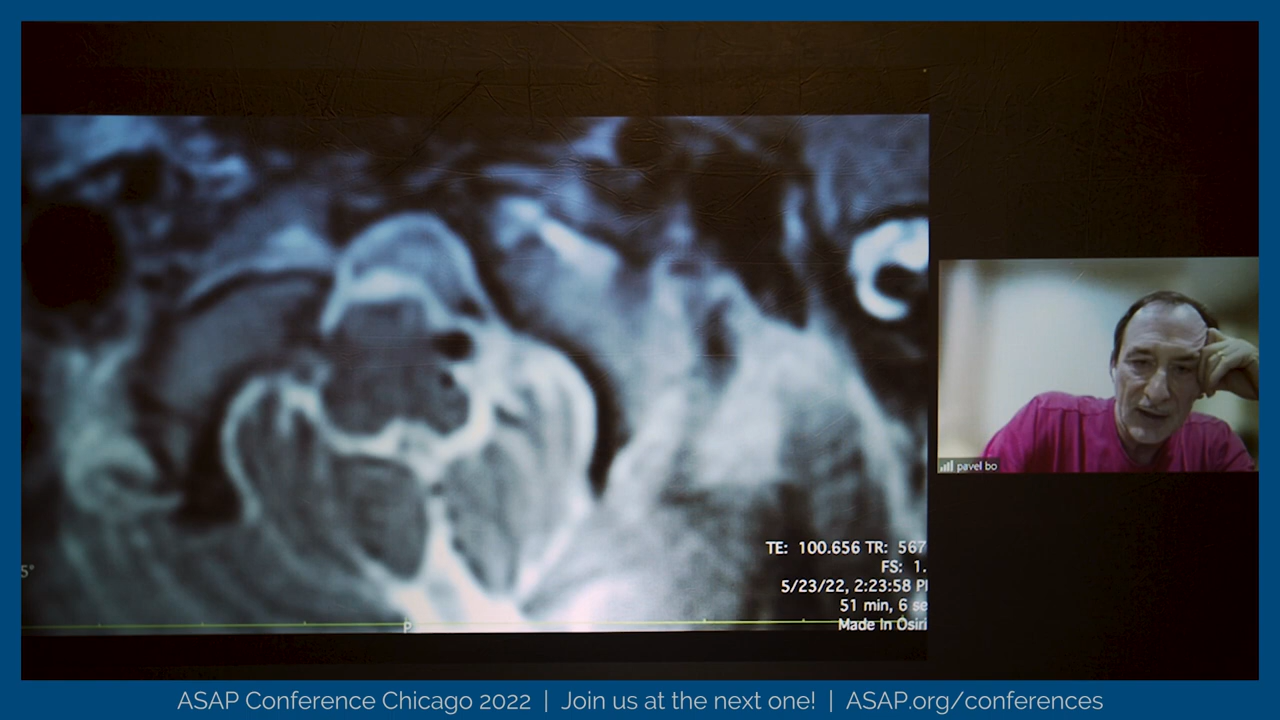 TE: 100.656 TR: 567
FS: 1.
5/23/22, 2:23:58 P
51 min, 6 se
Made In Osiri
5°
P
pavel bo
ASAP Conference Chicago 2022 | Join us at the next one! | ASAP.org/conferences